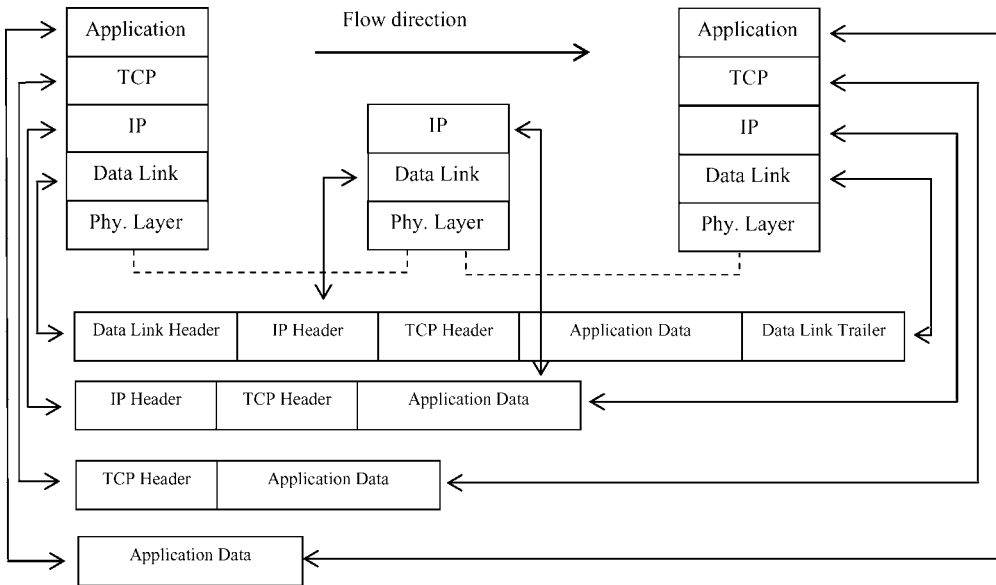 Flow direction
Application
TCP
IP
Data Link
Phy. Layer
IP
Data Link
Phy. Layer
Application
TCP
IP
Data Link
Phy. Layer
Data Link Header IP Header TCP Header Application Data Data Link Trailer
IP Header TCP Header Application Data
TCP Header Application Data
Application Data